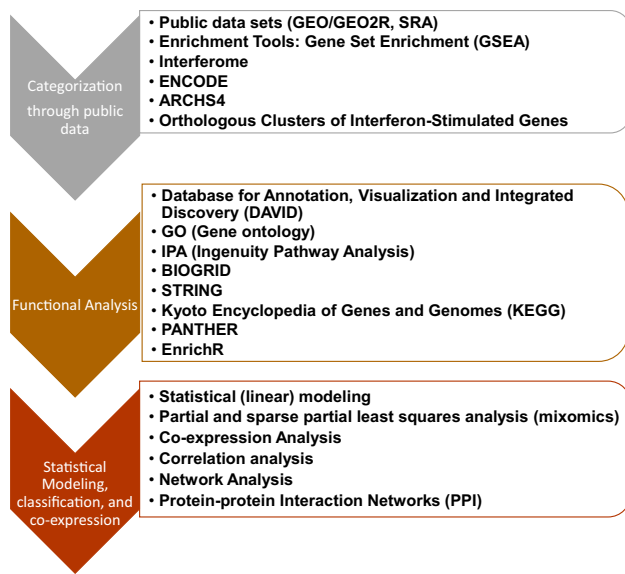 Categorization
through public
data
• Public data sets (GEO/GEO2R, SRA)
• Enrichment Tools: Gene Set Enrichment (GSEA)
• Interferome
• ENCODE
• ARCHS4
• Orthologous Clusters of Interferon-Stimulated Genes
Functional Analysis
• Database for Annotation, Visualization and Integrated
Discovery (DAVID)
• GO (Gene ontology)
• IPA (Ingenuity Pathway Analysis)
• BIOGRID
• STRING
• Kyoto Encyclopedia of Genes and Genomes (KEGG)
• PANTHER
• EnrichR
Statistical
Modeling,
classification, and
co-expression
• Statistical (linear) modeling
• Partial and sparse partial least squares analysis (mixomics)
• Co-expression Analysis
• Correlation analysis
• Network Analysis
• Protein-protein Interaction Networks (PPI)